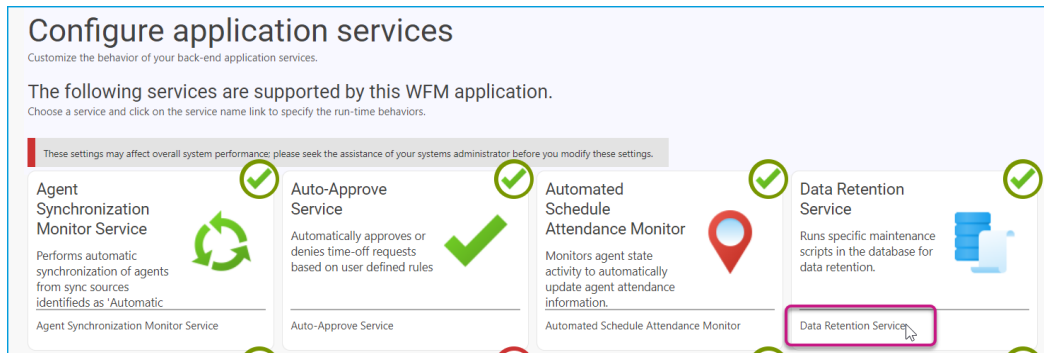 Configure application services
Customize the behavior of your back-end application services.
The following services are supported by this WFM application.
Choose a service and click on the service name link to specify the run-time behaviors.
These settings may affect overall system performance; please seek the assistance of your systems administrator before you modify these settings.
Agent
Synchronization
Monitor Service
Performs automatic
synchronization of agents
from sync sources
identifieds as 'Automatic
Agent Synchronization Monitor Service
Auto-Approve
Service
Automatically approves or
denies time-off requests
based on user defined rules
Auto-Approve Service
Automated
Schedule
Attendance Monitor
Monitors agent state
activity to automatically
update agent attendance
information.
Automated Schedule Attendance Monitor
Data Retention
Service
Runs specific maintenance
scripts in the database for
data retention.
Data Retention Service